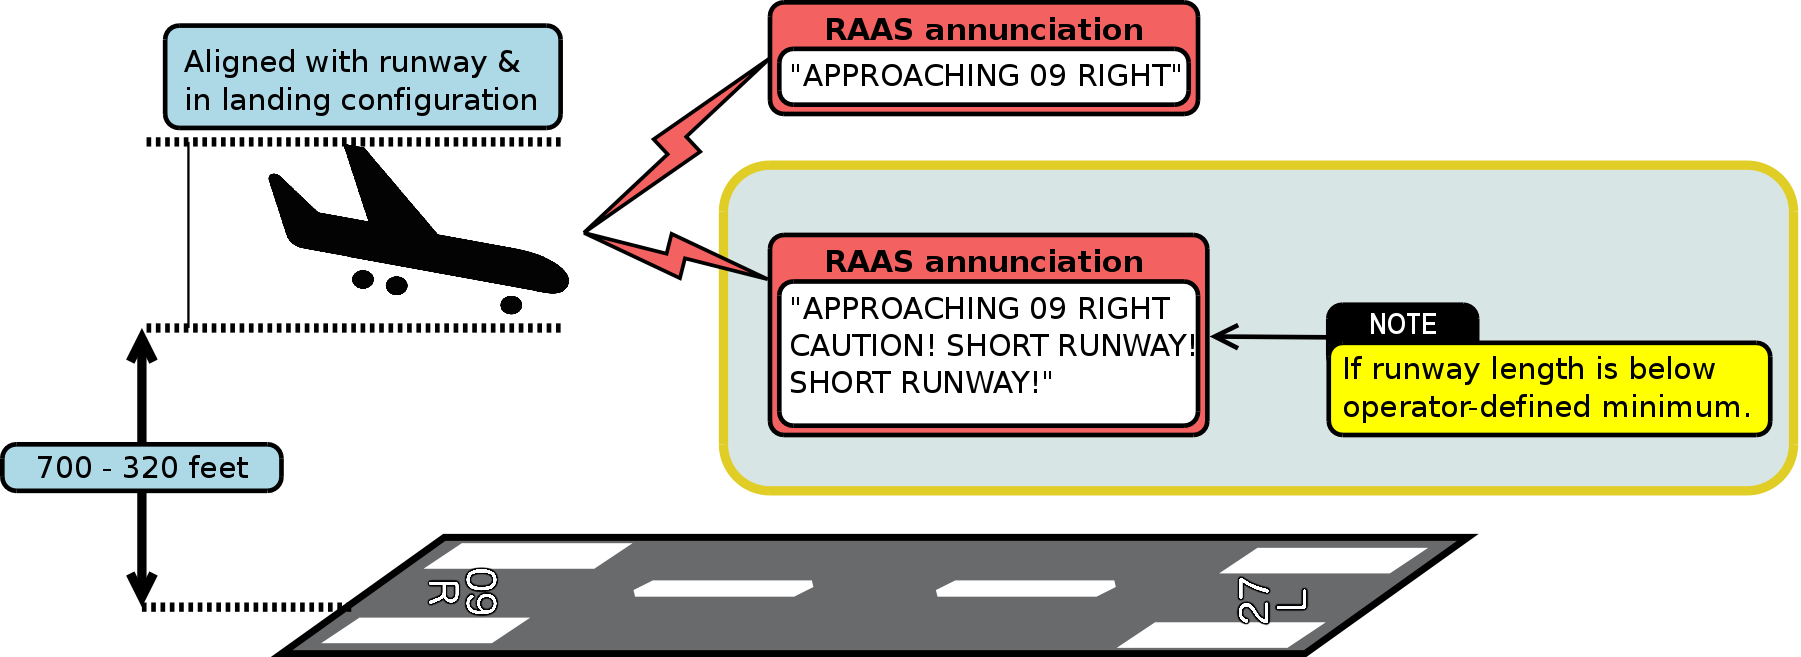 Aligned with runway &
in landing configuration
RAAS annunciation
"APPROACHING 09 RIGHT"
RAAS annunciation
"APPROACHING 09 RIGHT
CAUTION! SHORT RUNWAY!
SHORT RUNWAY!"
NOTE
If runway length is below
operator-defined minimum.
700 - 320 feet
09
R
27
L